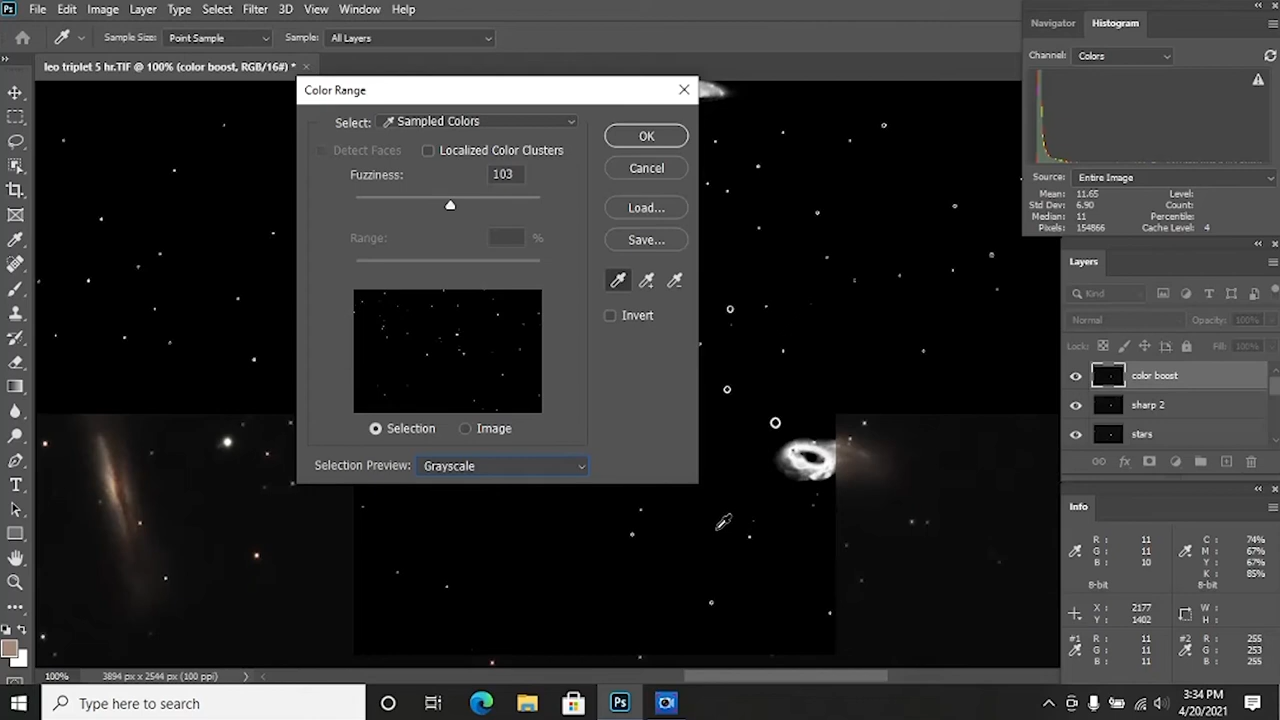 Ps File Edit Image Layer Type Select Filter 3D View Window Help
Sample Size: Point Sample Sample: All Layers
leo triplet 5 hr.TIF @ 100% (color boost, RGB/16#) * ×
Color Range
Select: Sampled Colors
Detect Faces Localized Color Clusters
Fuzziness: 103
Range: %
Selection Image
Selection Preview: Grayscale
OK
Cancel
Load...
Save...
Invert
Navigator Histogram
Channel: Colors
Source: Entire Image
Mean: 11.65 Level:
Std Dev: 6.90 Count:
Median: 11 Percentile:
Pixels: 154866 Cache Level: 4
Layers
Kind
Normal Opacity: 100%
Lock: Fill: 100%
color boost
sharp 2
stars
fx
Info
R: 11 C: 74%
G: 11 M: 67%
B: 10 Y: 67%
K: 85%
8-bit 8-bit
X: 2177 W:
Y: 1402 H:
#1 R: 11 #2 R: 255
G: 11 G: 253
B: 11 B: 255
100% 3894 px x 2544 px (100 ppi)
Type here to search
Ps
3:34 PM
4/20/2021